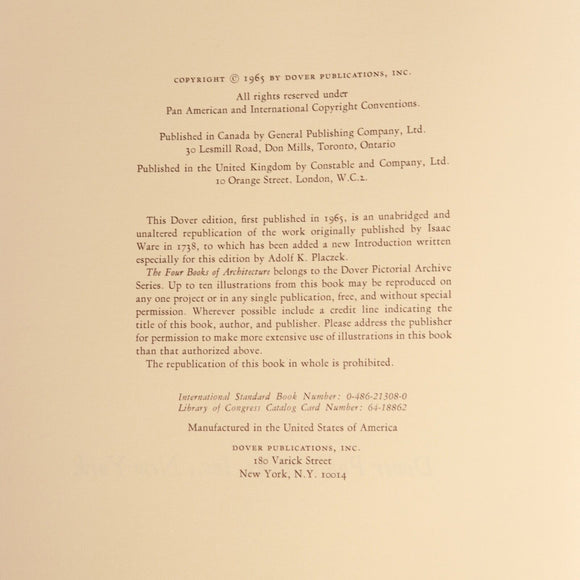 COPYRIGHT © 1965 BY DOVER PUBLICATIONS, INC.
All rights reserved under
Pan American and International Copyright Conventions.
Published in Canada by General Publishing Company, Ltd.
30 Lesmill Road, Don Mills, Toronto, Ontario
Published in the United Kingdom by Constable and Company, Ltd.
10 Orange Street, London, W.C.2.
This Dover edition, first published in 1965, is an unabridged and
unaltered republication of the work originally published by Isaac
Ware in 1738, to which has been added a new Introduction written
especially for this edition by Adolf K. Placzek.
The Four Books of Architecture belongs to the Dover Pictorial Archive
Series. Up to ten illustrations from this book may be reproduced on
any one project or in any single publication, free, and without special
permission. Wherever possible include a credit line indicating the
title of this book, author, and publisher. Please address the publisher
for permission to make more extensive use of illustrations in this book
than that authorized above.
The republication of this book in whole is prohibited.
International Standard Book Number: 0-486-21308-0
Library of Congress Catalog Card Number: 64-18862
Manufactured in the United States of America
DOVER PUBLICATIONS, INC.
180 Varick Street
New York, N.Y. 10014